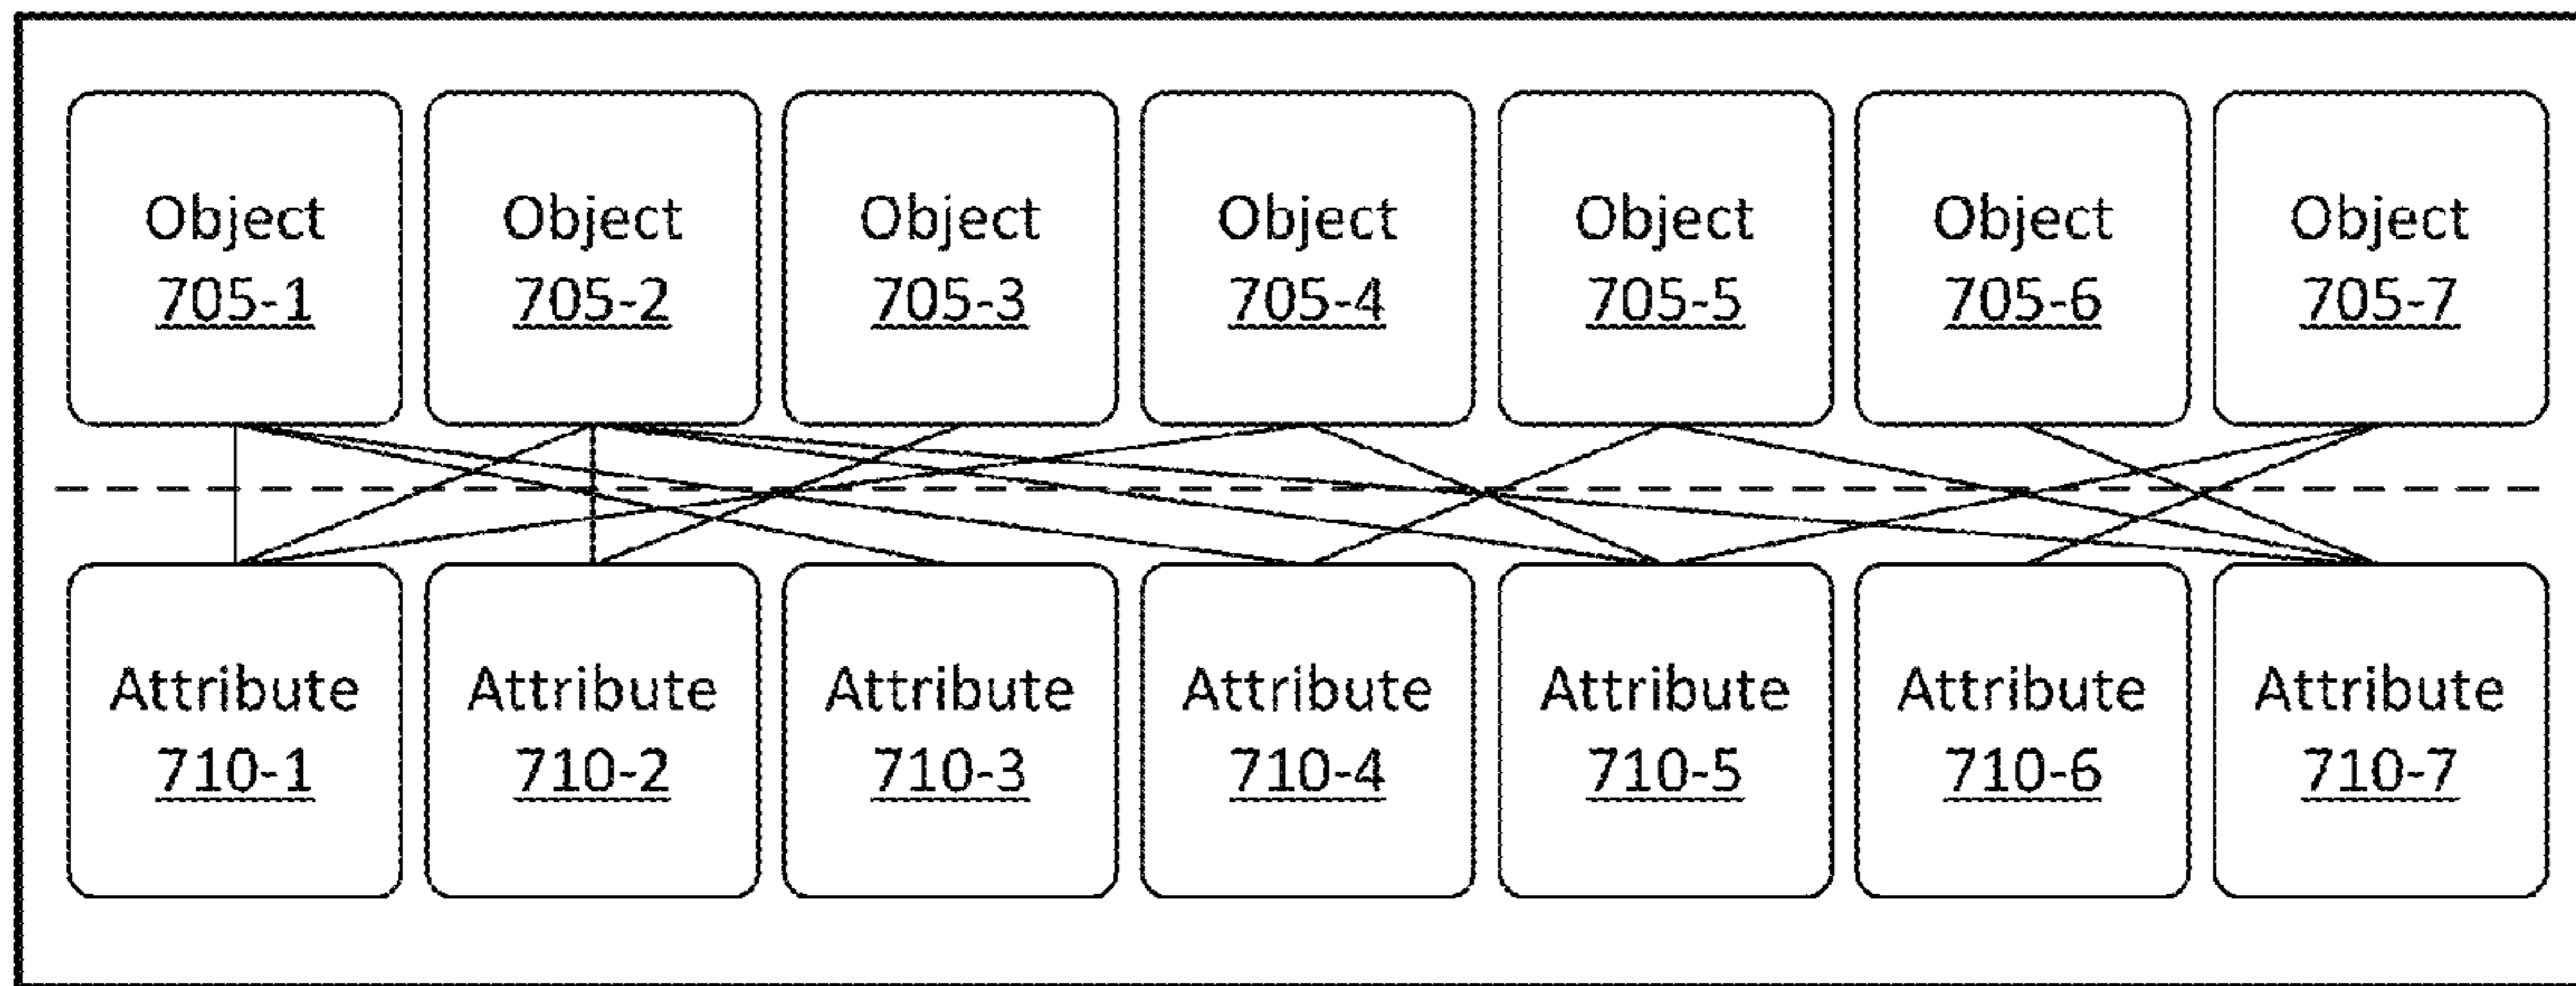 Object
705-1
Object
705-2
Object
705-3
Object
705-4
Object
705-5
Object
705-6
Object
705-7
Attribute
710-1
Attribute
710-2
Attribute
710-3
Attribute
710-4
Attribute
710-5
Attribute
710-6
Attribute
710-7